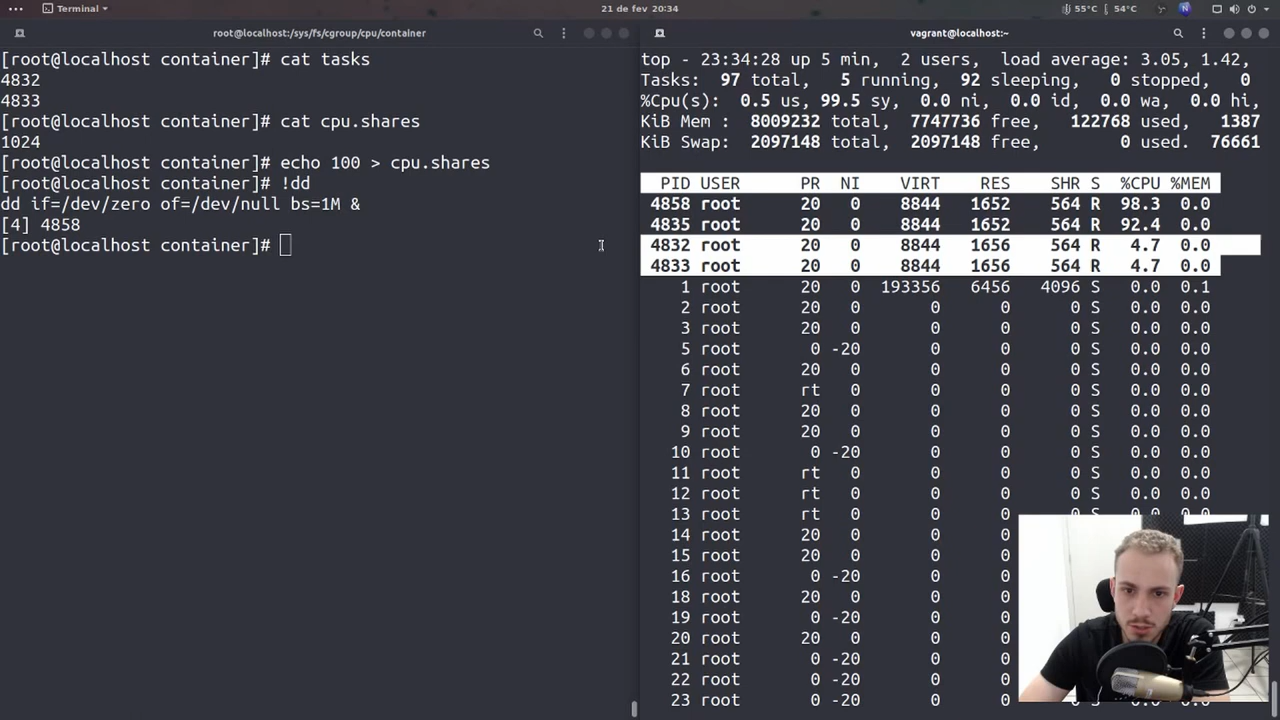 Terminal
21 de fev 20:34
55°C
54°C
root@localhost:/sys/fs/cgroup/cpu/container
[root@localhost container]# cat tasks
4832
4833
[root@localhost container]# cat cpu.shares
1024
[root@localhost container]# echo 100 > cpu.shares
[root@localhost container]# !dd
dd if=/dev/zero of=/dev/null bs=1M &
[4] 4858
[root@localhost container]#
vagrant@localhost:~
top - 23:34:28 up 5 min,  2 users,  load average: 3.05, 1.42,
Tasks:  97 total,   5 running,  92 sleeping,   0 stopped,   0
%Cpu(s):  0.5 us, 99.5 sy,  0.0 ni,  0.0 id,  0.0 wa,  0.0 hi,
KiB Mem :  8009232 total,  7747736 free,   122768 used,   1387
KiB Swap:  2097148 total,  2097148 free,        0 used.  76661
PID USER      PR  NI    VIRT    RES    SHR S  %CPU %MEM
4858 root      20   0    8844   1652    564 R  98.3  0.0
4835 root      20   0    8844   1652    564 R  92.4  0.0
4832 root      20   0    8844   1656    564 R   4.7  0.0
4833 root      20   0    8844   1656    564 R   4.7  0.0
1 root      20   0  193356   6456   4096 S   0.0  0.1
2 root      20   0       0      0      0 S   0.0  0.0
3 root      20   0       0      0      0 S   0.0  0.0
5 root       0 -20       0      0      0 S   0.0  0.0
6 root      20   0       0      0      0 S   0.0  0.0
7 root      rt   0       0      0      0 S   0.0  0.0
8 root      20   0       0      0      0 S   0.0  0.0
9 root      20   0       0      0      0 S   0.0  0.0
10 root       0 -20       0      0      0 S   0.0  0.0
11 root      rt   0       0      0      0 S   0.0  0.0
12 root      rt   0       0      0      0 S   0.0  0.0
13 root      rt   0       0      0      0 S   0.0  0.0
14 root      20   0       0      0
15 root      20   0       0      0
16 root       0 -20       0      0
18 root      20   0       0      0
19 root       0 -20       0      0
20 root      20   0       0      0
21 root       0 -20       0      0
22 root       0 -20       0      0
23 root       0 -20       0      0